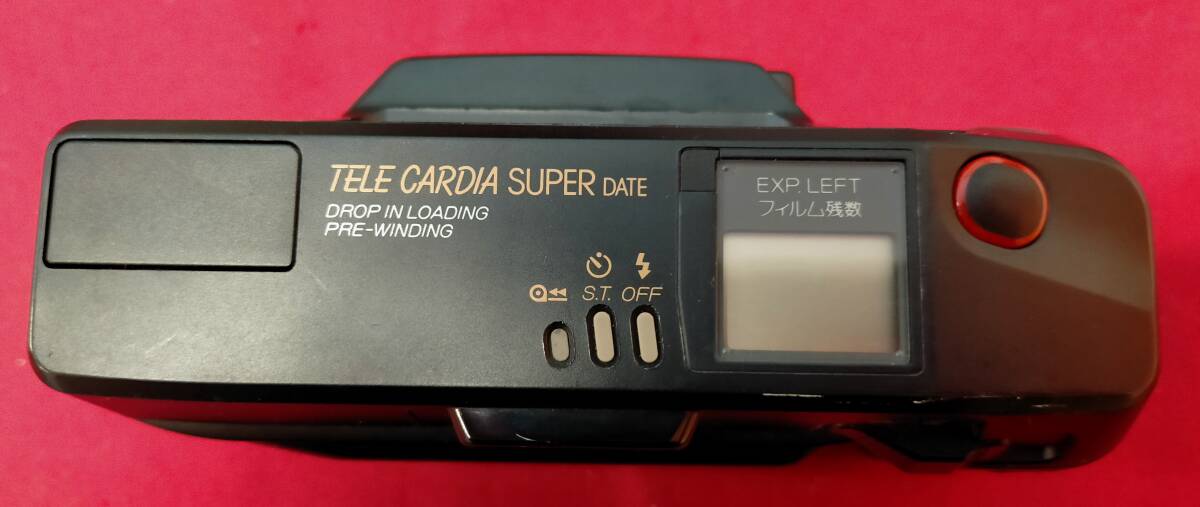 TELE CARDIA SUPER DATE
DROP IN LOADING
PRE-WINDING
S.T. OFF
EXP. LEFT
フィルム残数